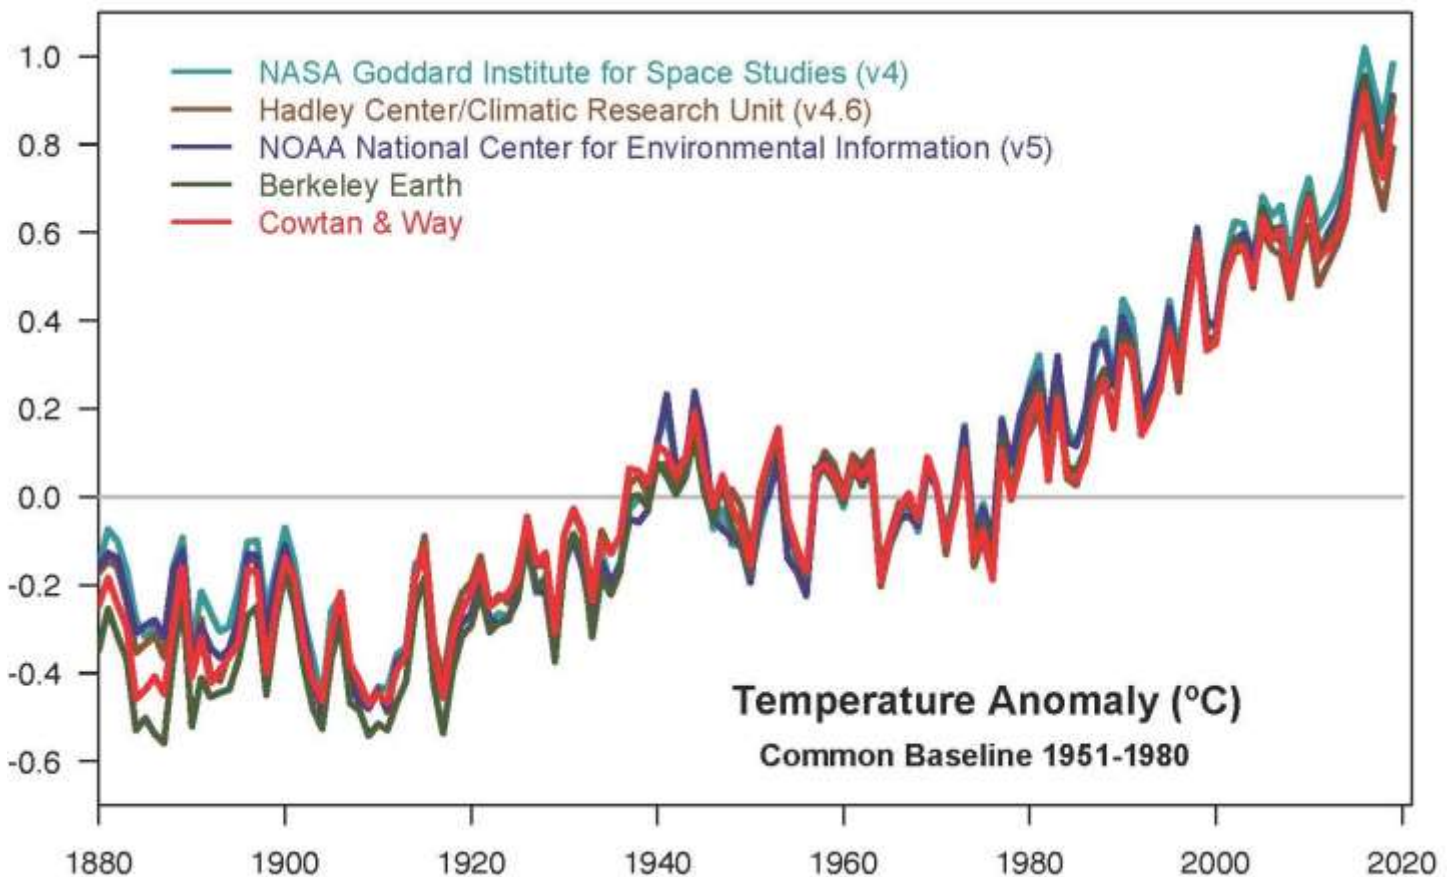 1.0
0.8
0.6
0.4
0.2
0.0
-0.2
-0.4
-0.6
NASA Goddard Institute for Space Studies (v4)
Hadley Center/Climatic Research Unit (v4.6)
NOAA National Center for Environmental Information (v5)
Berkeley Earth
Cowtan & Way
Temperature Anomaly (ºC)
Common Baseline 1951-1980
1880 1900 1920 1940 1960 1980 2000 2020